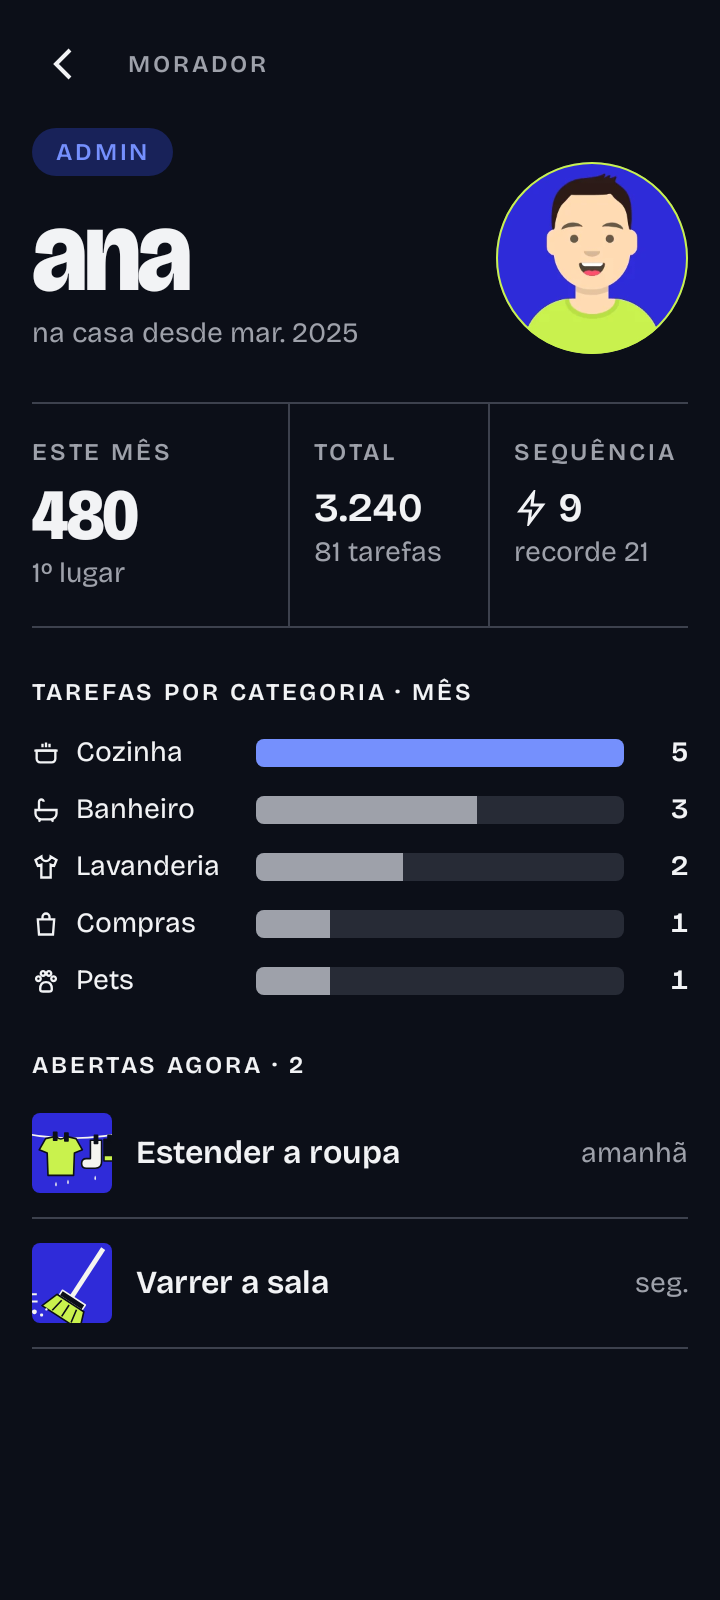 MORADOR
ADMIN
ana
na casa desde mar. 2025
ESTE MÊS
480
1º lugar
TOTAL
3.240
81 tarefas
SEQUÊNCIA
9
recorde 21
TAREFAS POR CATEGORIA · MÊS
Cozinha 5
Banheiro 3
Lavanderia 2
Compras 1
Pets 1
ABERTAS AGORA · 2
Estender a roupa amanhã
Varrer a sala seg.